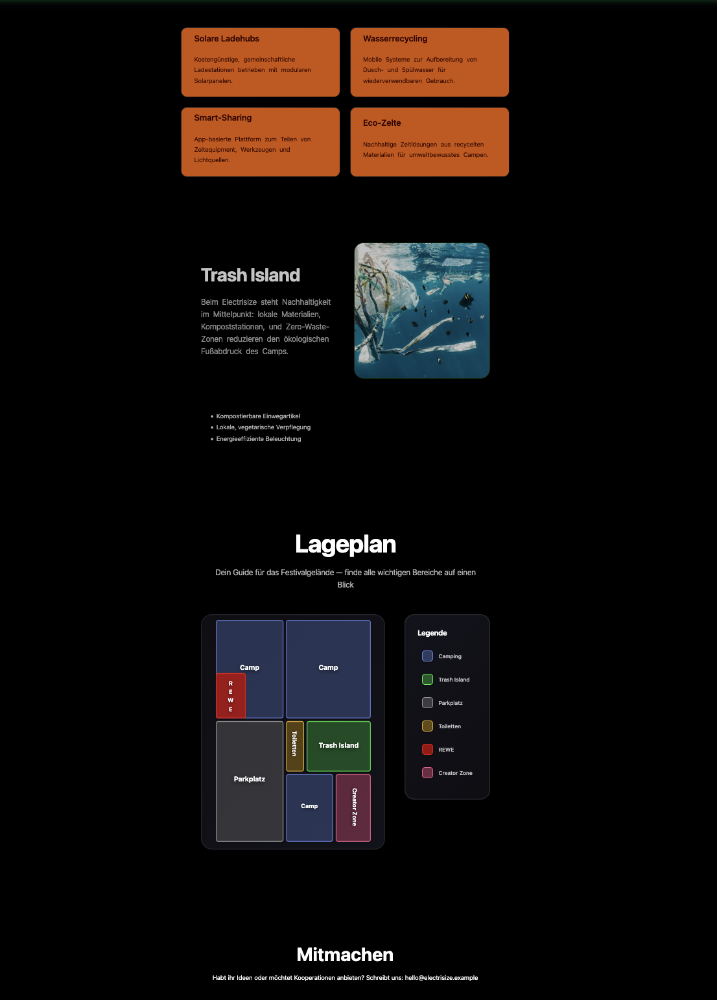 Solare Ladehubs
Kostengünstige, gemeinschaftliche
Ladestationen betrieben mit modularen
Solarpanelen.
Wasserrecycling
Mobile Systeme zur Aufbereitung von
Dusch- und Spülwasser für
wiederverwendbaren Gebrauch.
Smart-Sharing
App-basierte Plattform zum Teilen von
Zeltequipment, Werkzeugen und
Lichtquellen.
Eco-Zelte
Nachhaltige Zeltlösungen aus recycelten
Materialien für umweltbewusstes Campen.
Trash Island
Beim Electrisize steht Nachhaltigkeit
im Mittelpunkt: lokale Materialien,
Kompoststationen, und Zero-Waste-
Zonen reduzieren den ökologischen
Fußabdruck des Camps.
• Kompostierbare Einwegartikel
• Lokale, vegetarische Verpflegung
• Energieeffiziente Beleuchtung
Lageplan
Dein Guide für das Festivalgelände — finde alle wichtigen Bereiche auf einen
Blick
Camp
Camp
REWE
Parkplatz
Toiletten
Trash Island
Camp
Creator Zone
Legende
Camping
Trash Island
Parkplatz
Toiletten
REWE
Creator Zone
Mitmachen
Habt ihr Ideen oder möchtet Kooperationen anbieten? Schreibt uns: hello@electrisize.example